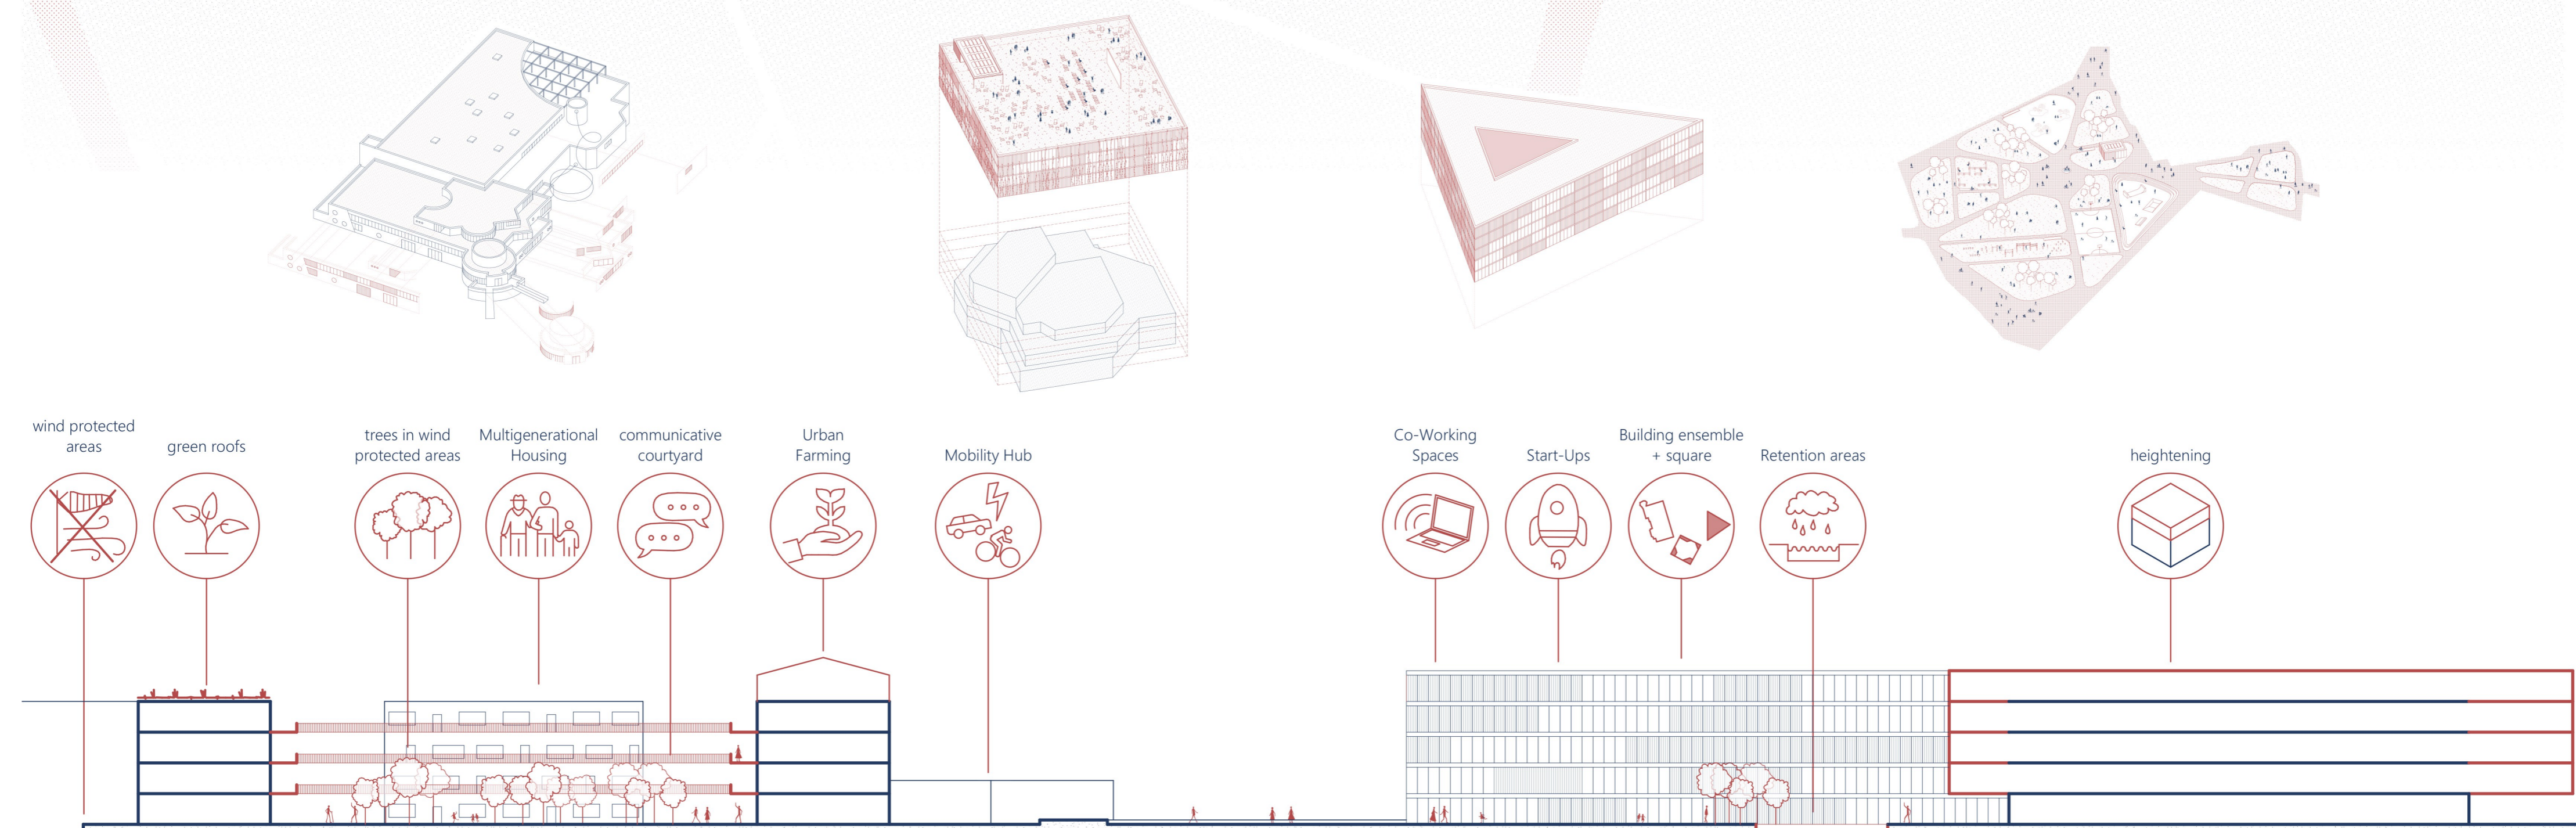 wind protected
areas
green roofs
trees in wind
protected areas
Multigenerational
Housing
communicative
courtyard
Urban
Farming
Mobility Hub
Co-Working
Spaces
Start-Ups
Building ensemble
+ square
Retention areas
heightening